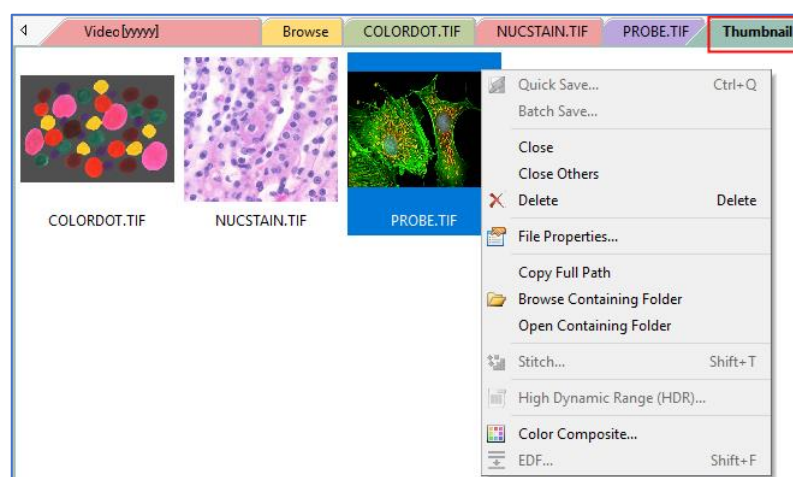 Video [yyyyy] Browse COLORDOT.TIF NUCSTAIN.TIF PROBE.TIF Thumbnail
COLORDOT.TIF NUCSTAIN.TIF PROBE.TIF
Quick Save... Ctrl+Q
Batch Save...
Close
Close Others
Delete Delete
File Properties...
Copy Full Path
Browse Containing Folder
Open Containing Folder
Stitch... Shift+T
High Dynamic Range (HDR)...
Color Composite...
EDF... Shift+F